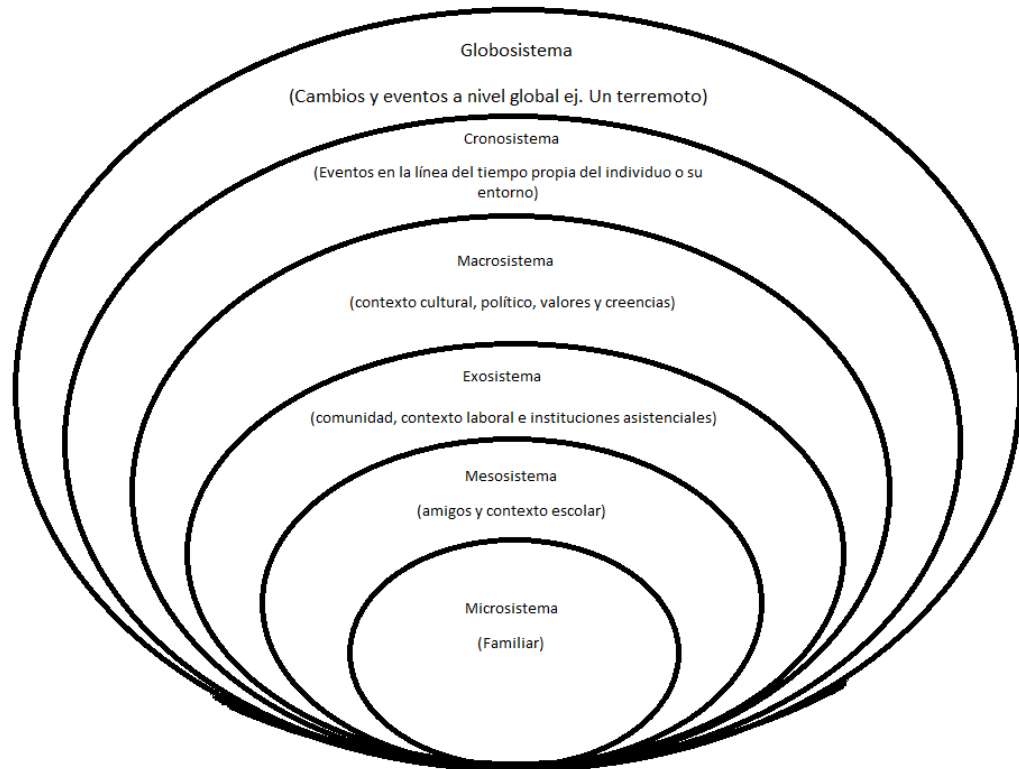 Globosistema
(Cambios y eventos a nivel global ej. Un terremoto)
Cronosistema
(Eventos en la línea del tiempo propia del individuo o su
entorno)
Macrosistema
(contexto cultural, político, valores y creencias)
Exosistema
(comunidad, contexto laboral e instituciones asistenciales)
Mesosistema
(amigos y contexto escolar)
Microsistema
(Familiar)